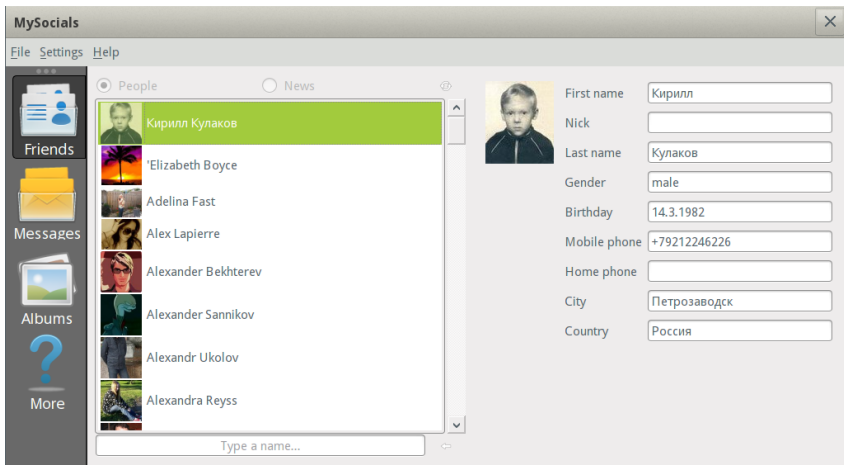 MySocials
File Settings Help
Friends
Messages
Albums
More
People News
Кирилл Кулаков
'Elizabeth Boyce
Adelina Fast
Alex Lapierre
Alexander Bekhterev
Alexander Sannikov
Alexandr Ukolov
Alexandra Reyss
Type a name...
First name Кирилл
Nick
Last name Кулаков
Gender male
Birthday 14.3.1982
Mobile phone +79212246226
Home phone
City Петрозаводск
Country Россия